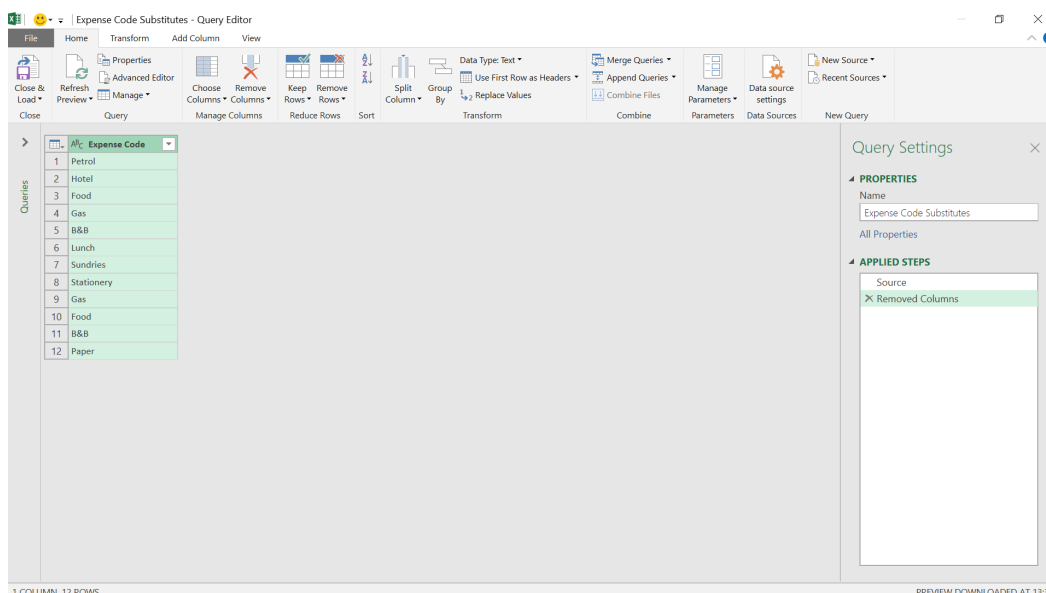 Expense Code Substitutes - Query Editor
File Home Transform Add Column View
Close & Load
Refresh Preview
Properties
Advanced Editor
Manage
Choose Columns
Remove Columns
Keep Rows
Remove Rows
Split Column
Group By
Data Type: Text
Use First Row as Headers
Replace Values
Merge Queries
Append Queries
Combine Files
Manage Parameters
Data source settings
New Source
Recent Sources
Close Query Manage Columns Reduce Rows Sort Transform Combine Parameters Data Sources New Query
Queries
ABC Expense Code
1 Petrol
2 Hotel
3 Food
4 Gas
5 B&B
6 Lunch
7 Sundries
8 Stationery
9 Gas
10 Food
11 B&B
12 Paper
Query Settings
PROPERTIES
Name
Expense Code Substitutes
All Properties
APPLIED STEPS
Source
Removed Columns
1 COLUMN, 12 ROWS
PREVIEW DOWNLOADED AT